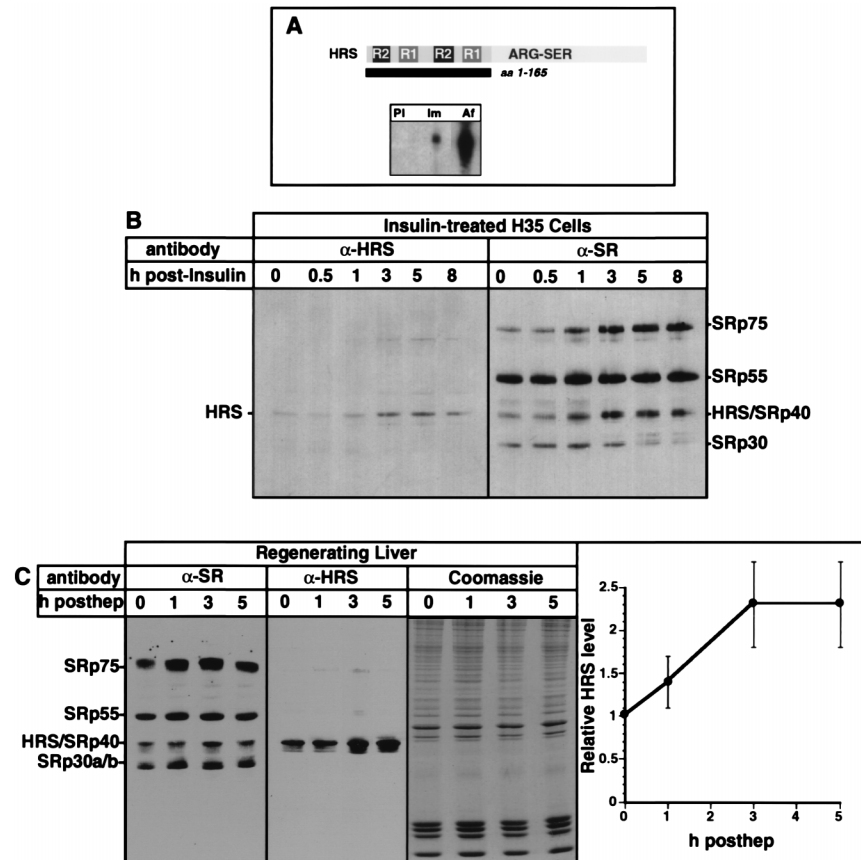 A
HRS R2 R1 R2 R1 ARG-SER
aa 1-165
PI Im Af
B
Insulin-treated H35 Cells
antibody α-HRS α-SR
h post-Insulin 0 0.5 1 3 5 8 0 0.5 1 3 5 8
SRp75
SRp55
HRS HRS/SRp40
SRp30
C
Regenerating Liver
antibody α-SR α-HRS Coomassie
h posthep 0 1 3 5 0 1 3 5 0 1 3 5
SRp75
SRp55
HRS/SRp40
SRp30a/b
Relative HRS level
2.5
2
1.5
1
0.5
0
0 1 2 3 4 5
h posthep